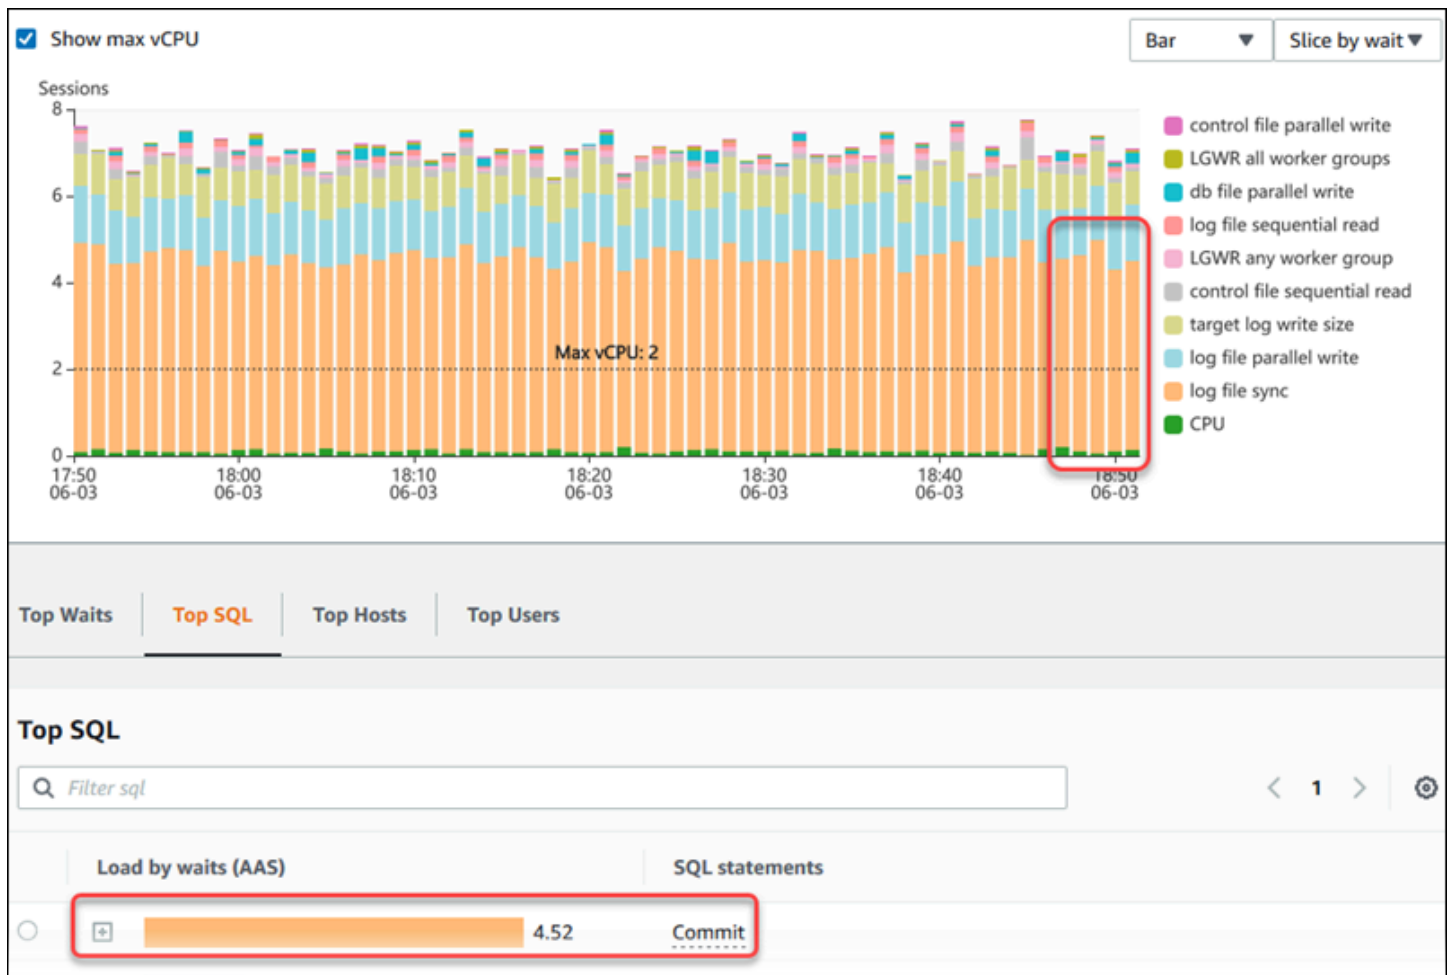 Show max vCPU
Bar
Slice by wait
Sessions
8
6
4
2
0
Max vCPU: 2
17:50 18:00 18:10 18:20 18:30 18:40 18:50
06-03 06-03 06-03 06-03 06-03 06-03 06-03
control file parallel write
LGWR all worker groups
db file parallel write
log file sequential read
LGWR any worker group
control file sequential read
target log write size
log file parallel write
log file sync
CPU
Top Waits Top SQL Top Hosts Top Users
Top SQL
Filter sql
1
Load by waits (AAS) SQL statements
4.52 Commit